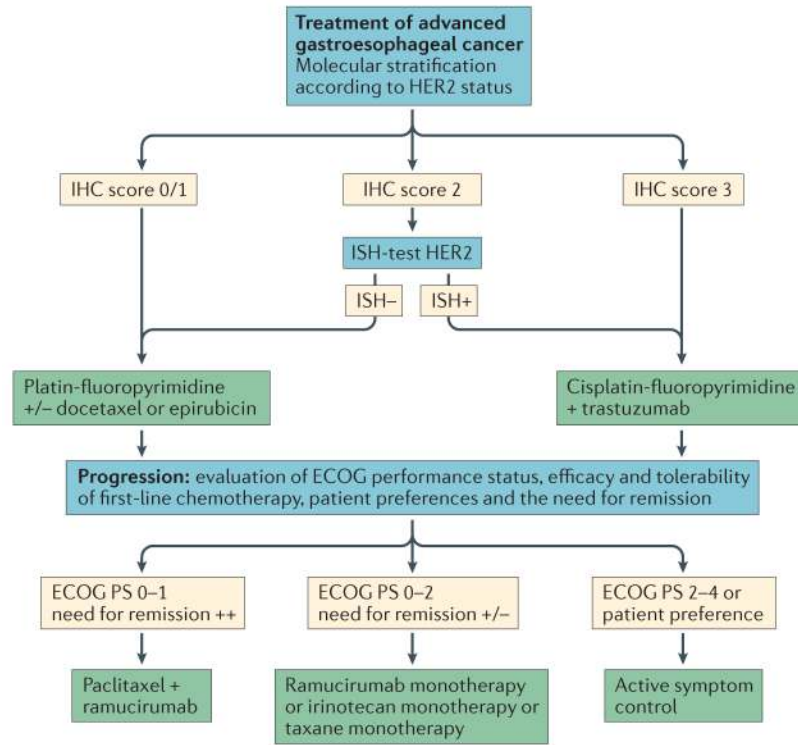 Treatment of advanced
gastroesophageal cancer
Molecular stratification
according to HER2 status
IHC score 0/1
IHC score 2
IHC score 3
ISH-test HER2
ISH–
ISH+
Platin-fluoropyrimidine
+/– docetaxel or epirubicin
Cisplatin-fluoropyrimidine
+ trastuzumab
Progression: evaluation of ECOG performance status, efficacy and tolerability
of first-line chemotherapy, patient preferences and the need for remission
ECOG PS 0–1
need for remission ++
ECOG PS 0–2
need for remission +/–
ECOG PS 2–4 or
patient preference
Paclitaxel +
ramucirumab
Ramucirumab monotherapy
or irinotecan monotherapy or
taxane monotherapy
Active symptom
control